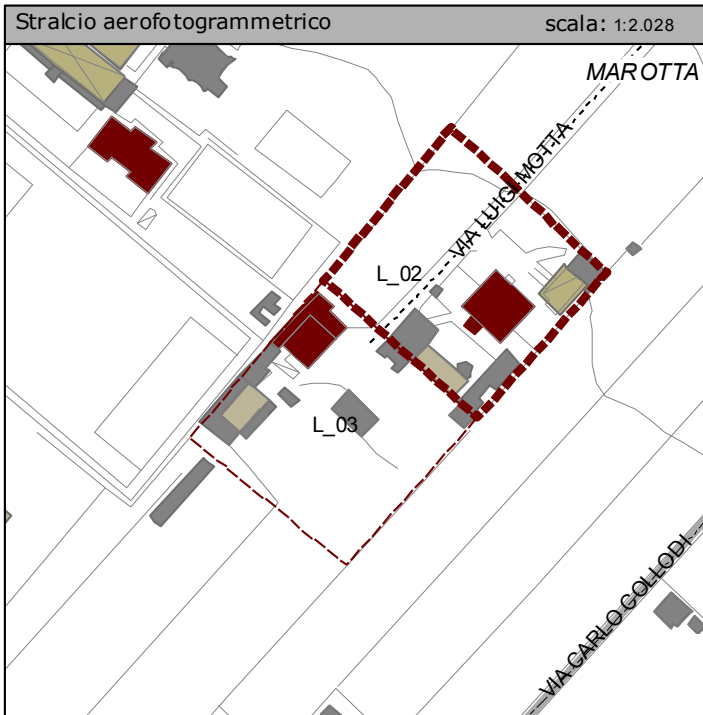 Stralcio aerofotogrammetrico scala: 1:2.028
MAROTTA
VIA LUIGI MOTTA
L_02
L_03
VIA CARLO COLLODI